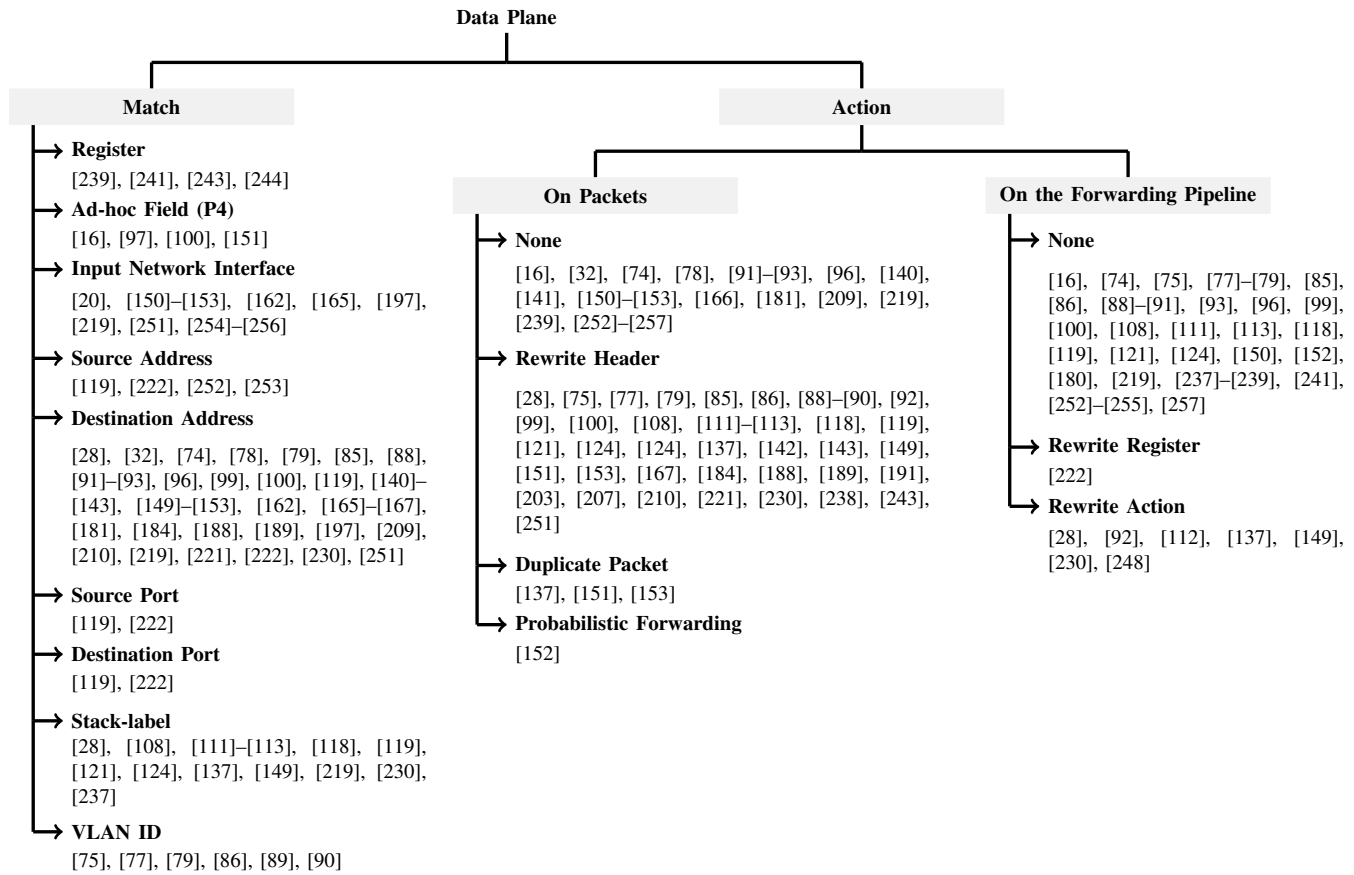 Data Plane
Match
Register
[239], [241], [243], [244]
Ad-hoc Field (P4)
[16], [97], [100], [151]
Input Network Interface
[20], [150]–[153], [162], [165], [197],
[219], [251], [254]–[256]
Source Address
[119], [222], [252], [253]
Destination Address
[28], [32], [74], [78], [79], [85], [88],
[91]–[93], [96], [99], [100], [119], [140]–
[143], [149]–[153], [162], [165]–[167],
[181], [184], [188], [189], [197], [209],
[210], [219], [221], [222], [230], [251]
Source Port
[119], [222]
Destination Port
[119], [222]
Stack-label
[28], [108], [111]–[113], [118], [119],
[121], [124], [137], [149], [219], [230],
[237]
VLAN ID
[75], [77], [79], [86], [89], [90]
Action
On Packets
None
[16], [32], [74], [78], [91]–[93], [96], [140],
[141], [150]–[153], [166], [181], [209], [219],
[239], [252]–[257]
Rewrite Header
[28], [75], [77], [79], [85], [86], [88]–[90], [92],
[99], [100], [108], [111]–[113], [118], [119],
[121], [124], [124], [137], [142], [143], [149],
[151], [153], [167], [184], [188], [189], [191],
[203], [207], [210], [221], [230], [238], [243],
[251]
Duplicate Packet
[137], [151], [153]
Probabilistic Forwarding
[152]
On the Forwarding Pipeline
None
[16], [74], [75], [77]–[79], [85],
[86], [88]–[91], [93], [96], [99],
[100], [108], [111], [113], [118],
[119], [121], [124], [150], [152],
[180], [219], [237]–[239], [241],
[252]–[255], [257]
Rewrite Register
[222]
Rewrite Action
[28], [92], [112], [137], [149],
[230], [248]